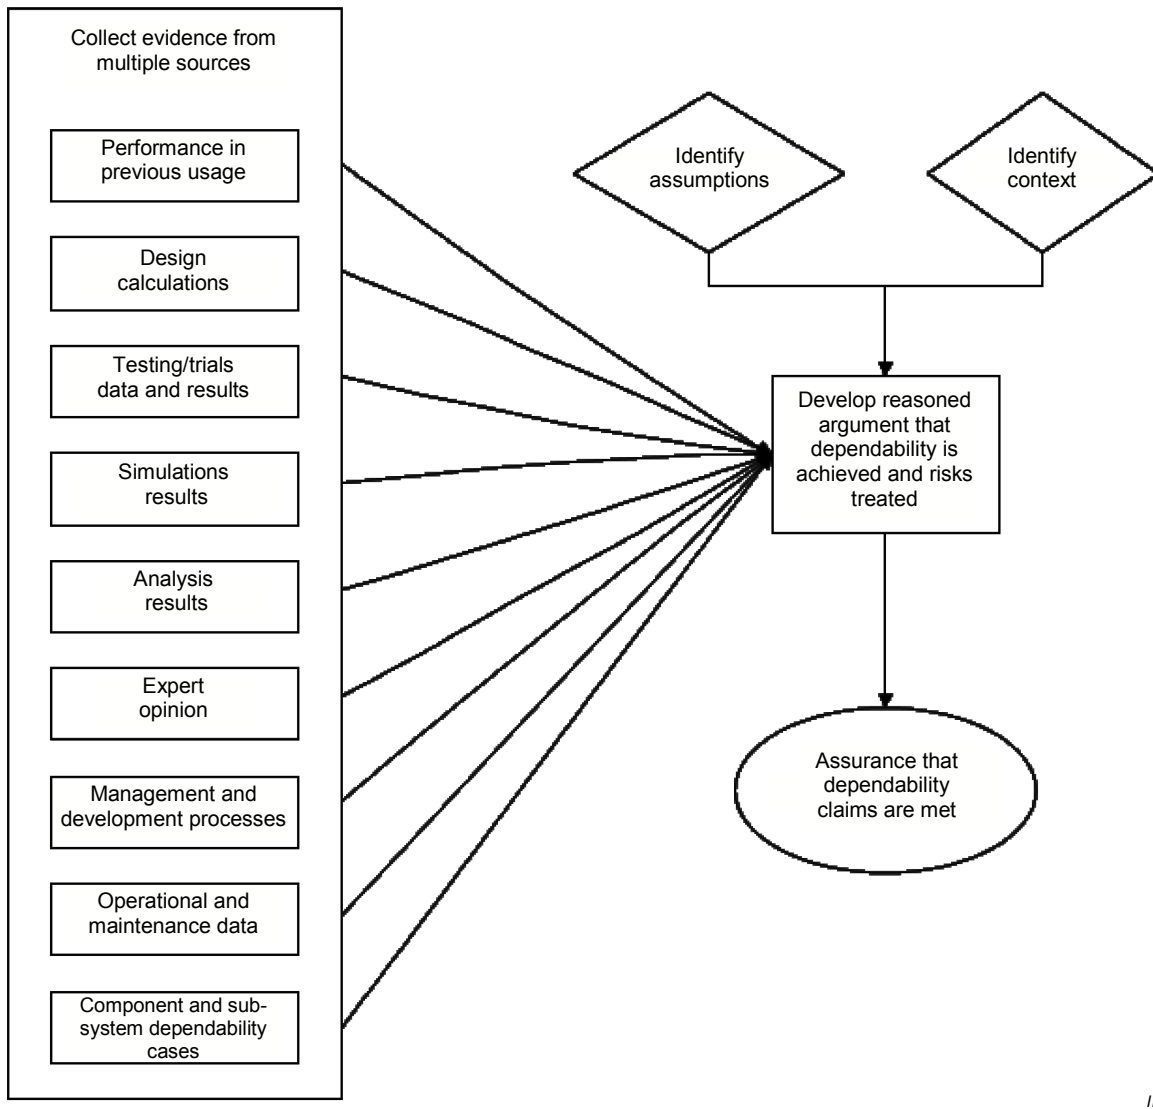 Collect evidence from
multiple sources
Performance in
previous usage
Design
calculations
Testing/trials
data and results
Simulations
results
Analysis
results
Expert
opinion
Management and
development processes
Operational and
maintenance data
Component and sub-
system dependability
cases
Identify
assumptions
Identify
context
Develop reasoned
argument that
dependability is
achieved and risks
treated
Assurance that
dependability
claims are met